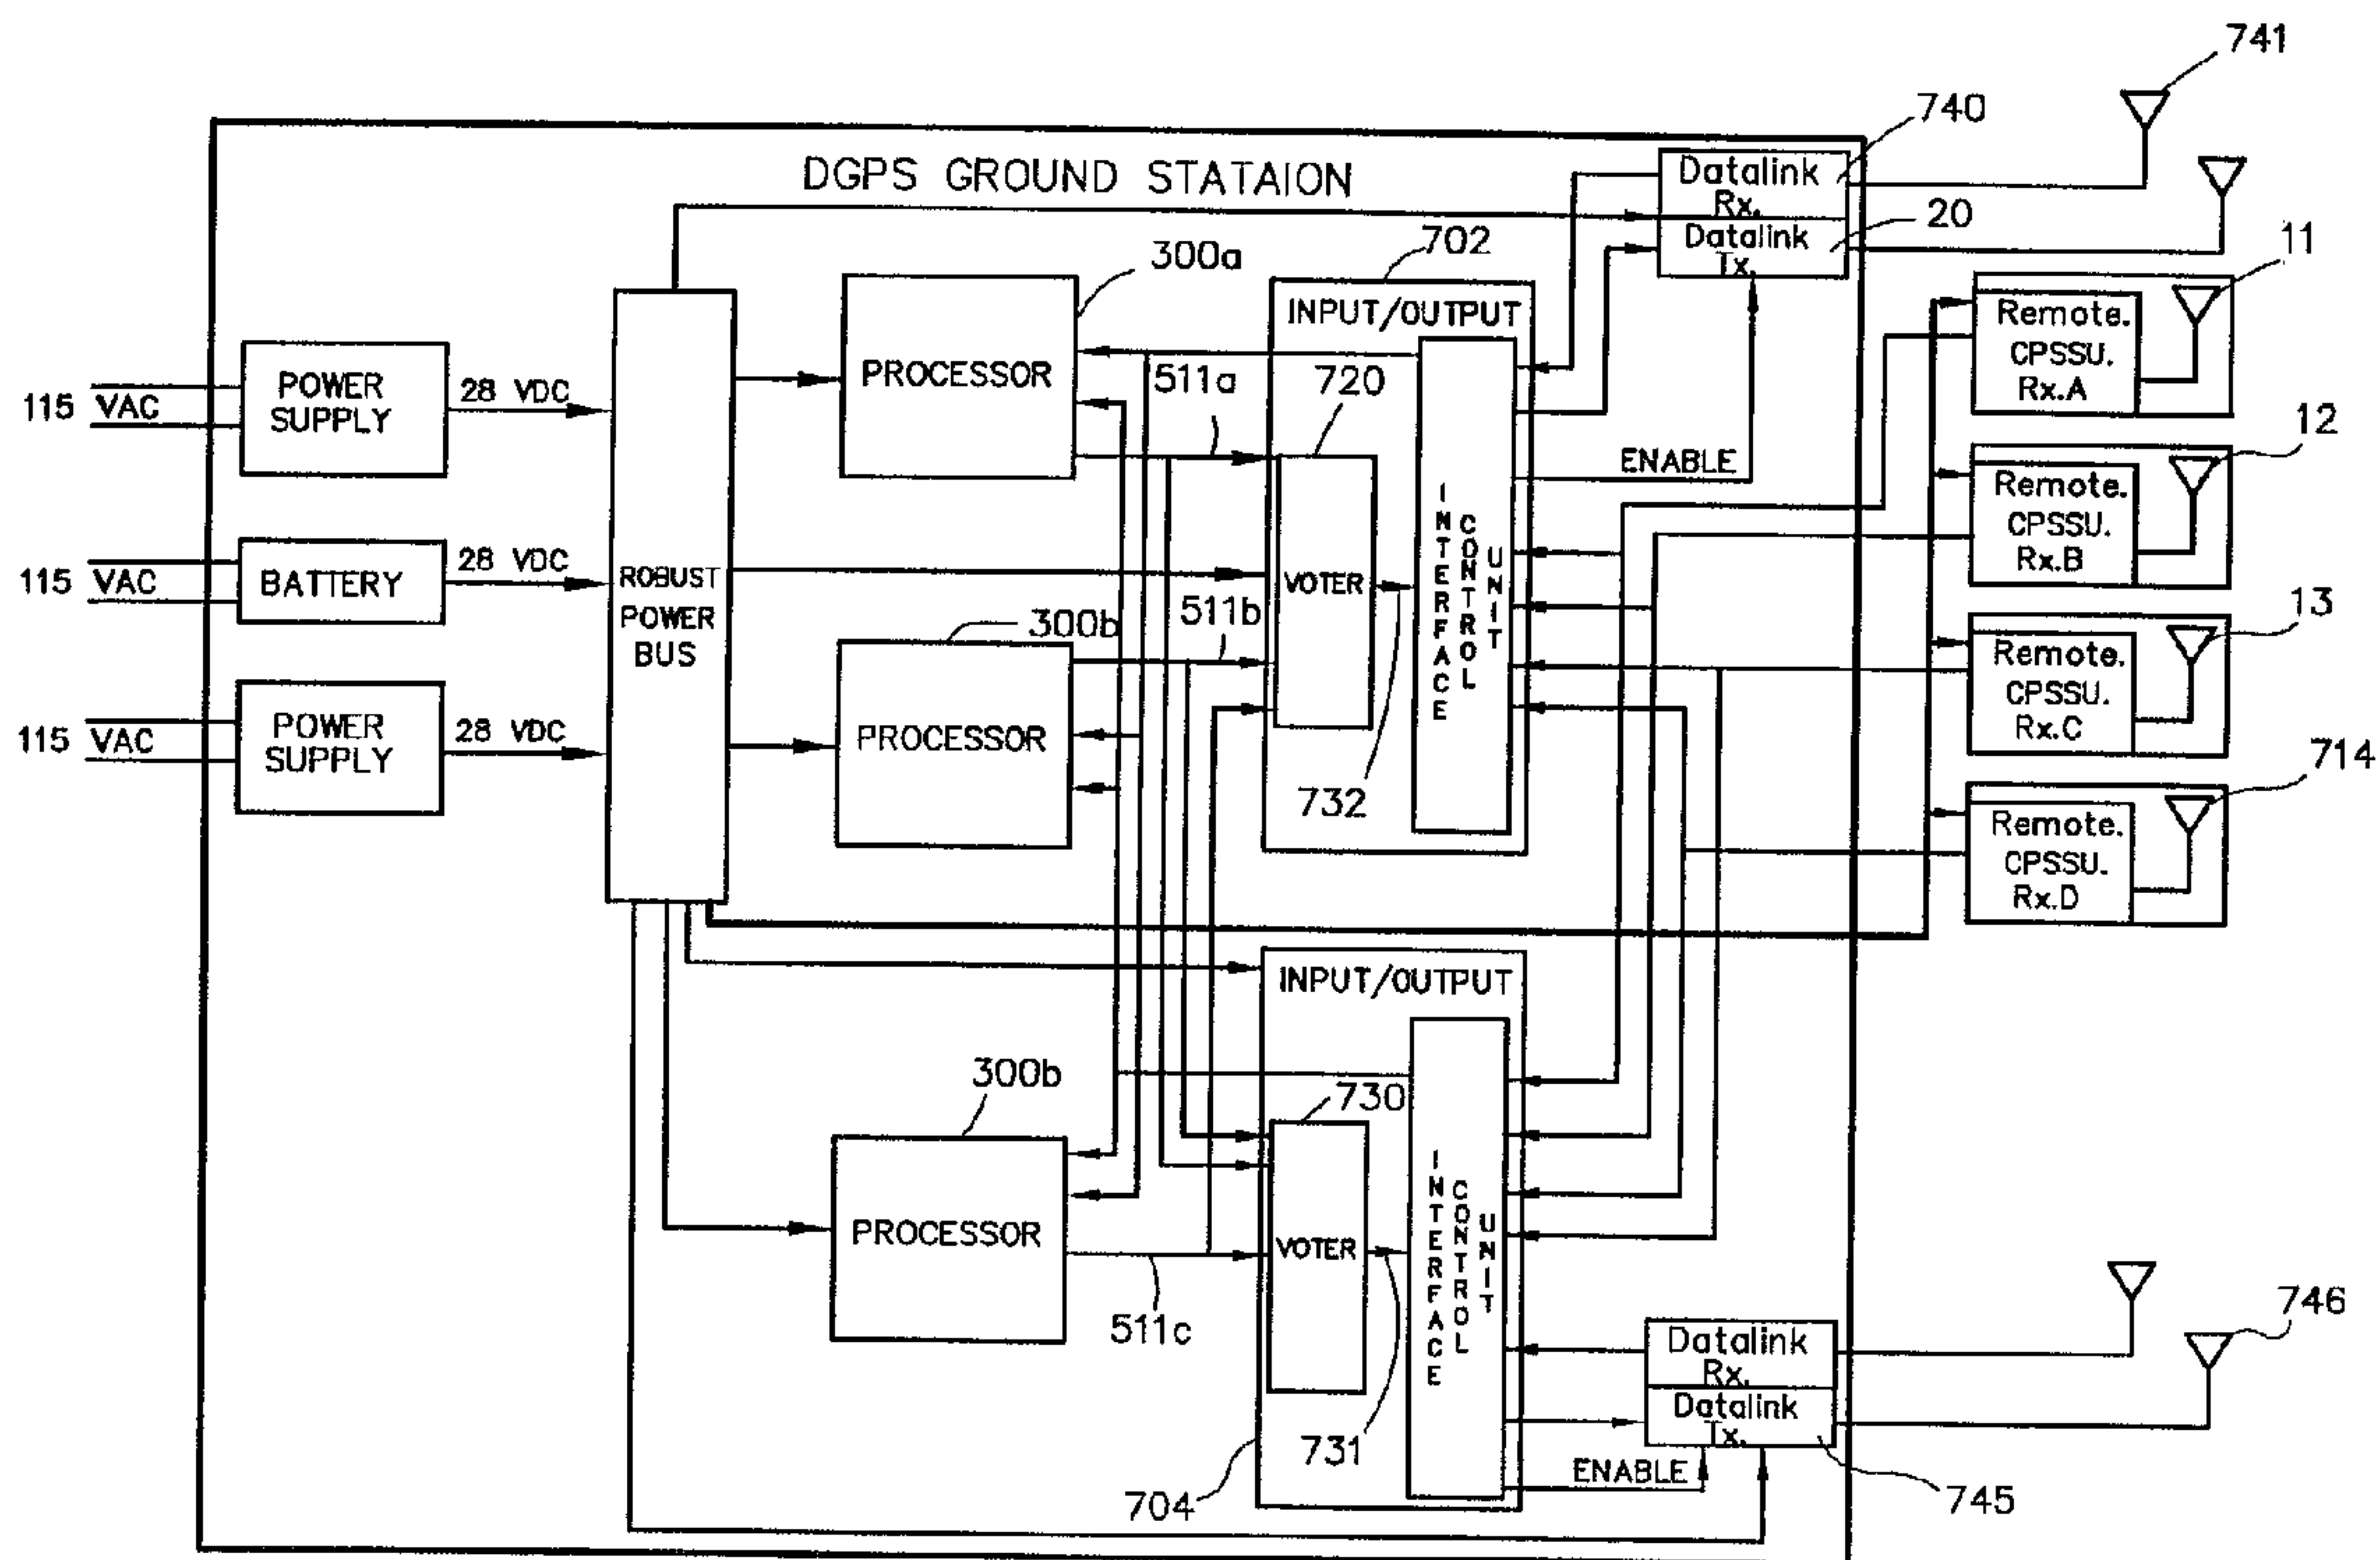 741
740
DGPS GROUND STATAION
Datalink
Rx.
20
Datalink
Tx.
702
11
300a
INPUT/OUTPUT
Remote.
CPSSU.
Rx.A
POWER
SUPPLY
28 VDC
115 VAC
PROCESSOR
511a
720
12
ENABLE
Remote.
CPSSU.
Rx.B
INTERFACE
CONTROL
UNIT
BATTERY
28 VDC
115 VAC
ROBUST
POWER
BUS
VOTER
511b
300b
13
Remote.
CPSSU.
Rx.C
POWER
SUPPLY
28 VDC
115 VAC
PROCESSOR
732
714
Remote.
CPSSU.
Rx.D
INPUT/OUTPUT
300b
730
INTERFACE
CONTROL
UNIT
PROCESSOR
VOTER
511c
746
Datalink
Rx.
Datalink
Tx.
731
ENABLE
704
745